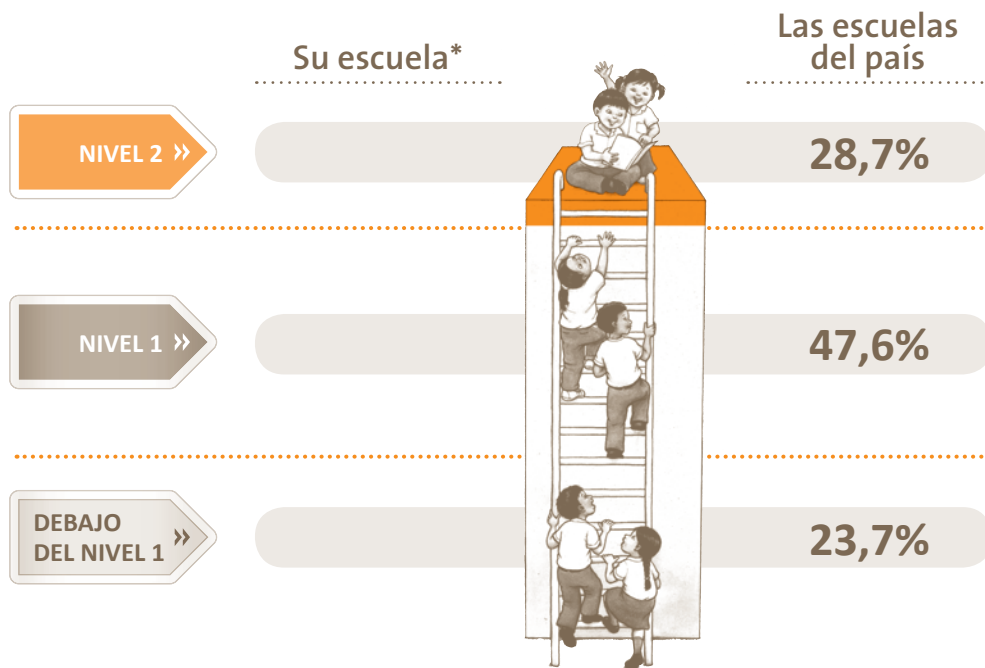 Su escuela*
Las escuelas
del país
NIVEL 2 »
28,7%
NIVEL 1 »
47,6%
DEBAJO
DEL NIVEL 1 »
23,7%